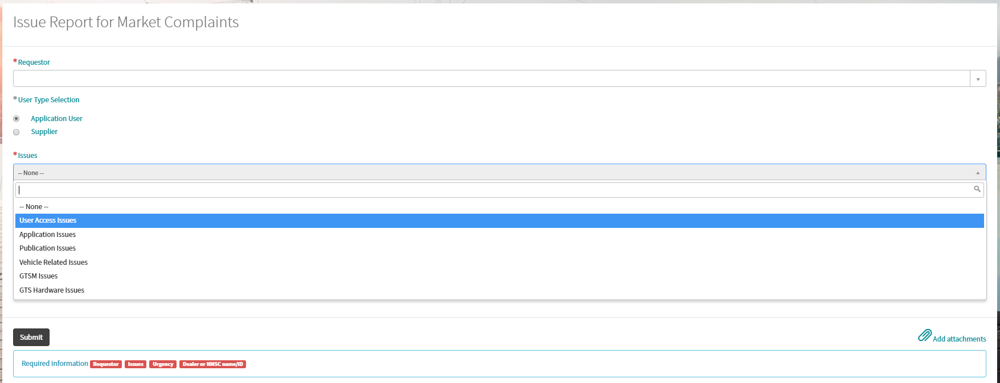 Issue Report for Market Complaints
*Requestor
*User Type Selection
Application User
Supplier
*Issues
-- None --
-- None --
User Access Issues
Application Issues
Publication Issues
Vehicle Related Issues
GTSM Issues
GTS Hardware Issues
Submit
Add attachments
Required information Requestor Issues Urgency Dealer or NMSC name/ID